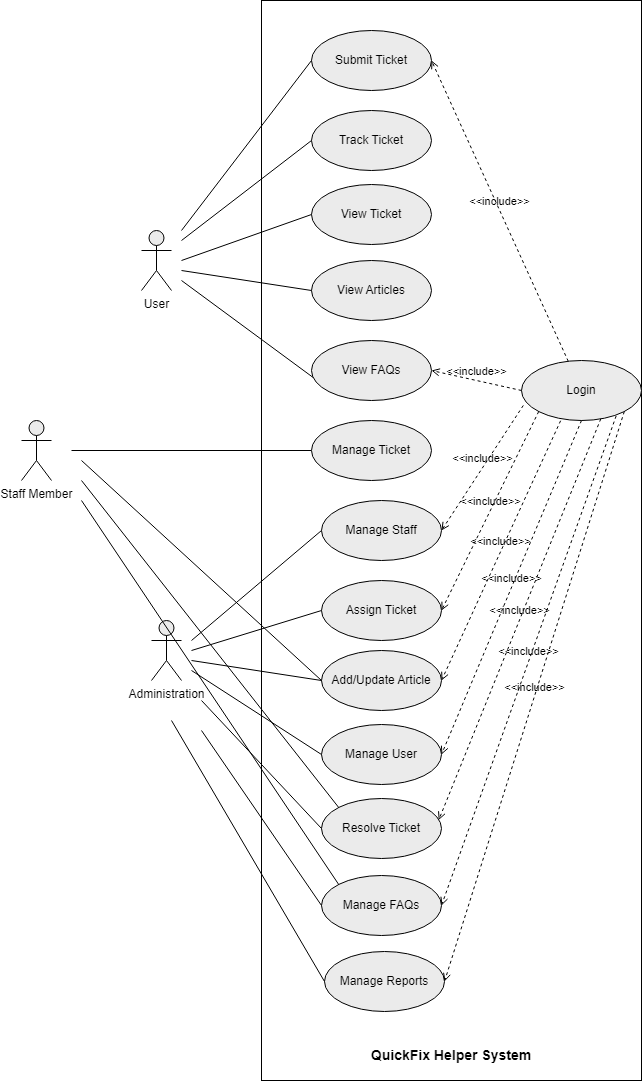 Submit Ticket
Track Ticket
<<include>>
View Ticket
User
View Articles
View FAQs
<<include>>
Login
Manage Ticket
<<include>>
Staff Member
<<include>>
Manage Staff
<<include>>
<<include>>
Assign Ticket
<<include>>
<<include>>
Add/Update Article
<<include>>
Administration
Manage User
Resolve Ticket
Manage FAQs
Manage Reports
QuickFix Helper System